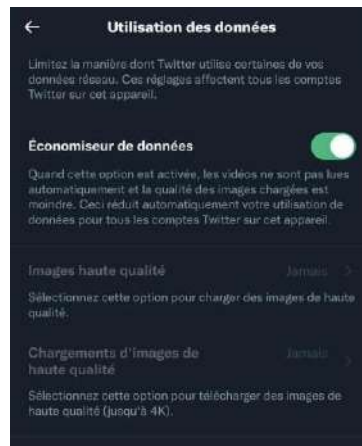 Utilisation des données
Limitez la manière dont Twitter utilise certaines de vos
données réseau. Ces réglages affectent tous les comptes
Twitter sur cet appareil.
Économiseur de données
Quand cette option est activée, les vidéos ne sont pas lues
automatiquement et la qualité des images chargées est
moindre. Ceci réduit automatiquement votre utilisation de
données pour tous les comptes Twitter sur cet appareil.
Images haute qualité Jamais
Sélectionnez cette option pour charger des images de haute
qualité.
Chargements d'images de Jamais
haute qualité
Sélectionnez cette option pour télécharger des images de
haute qualité (jusqu'à 4K).